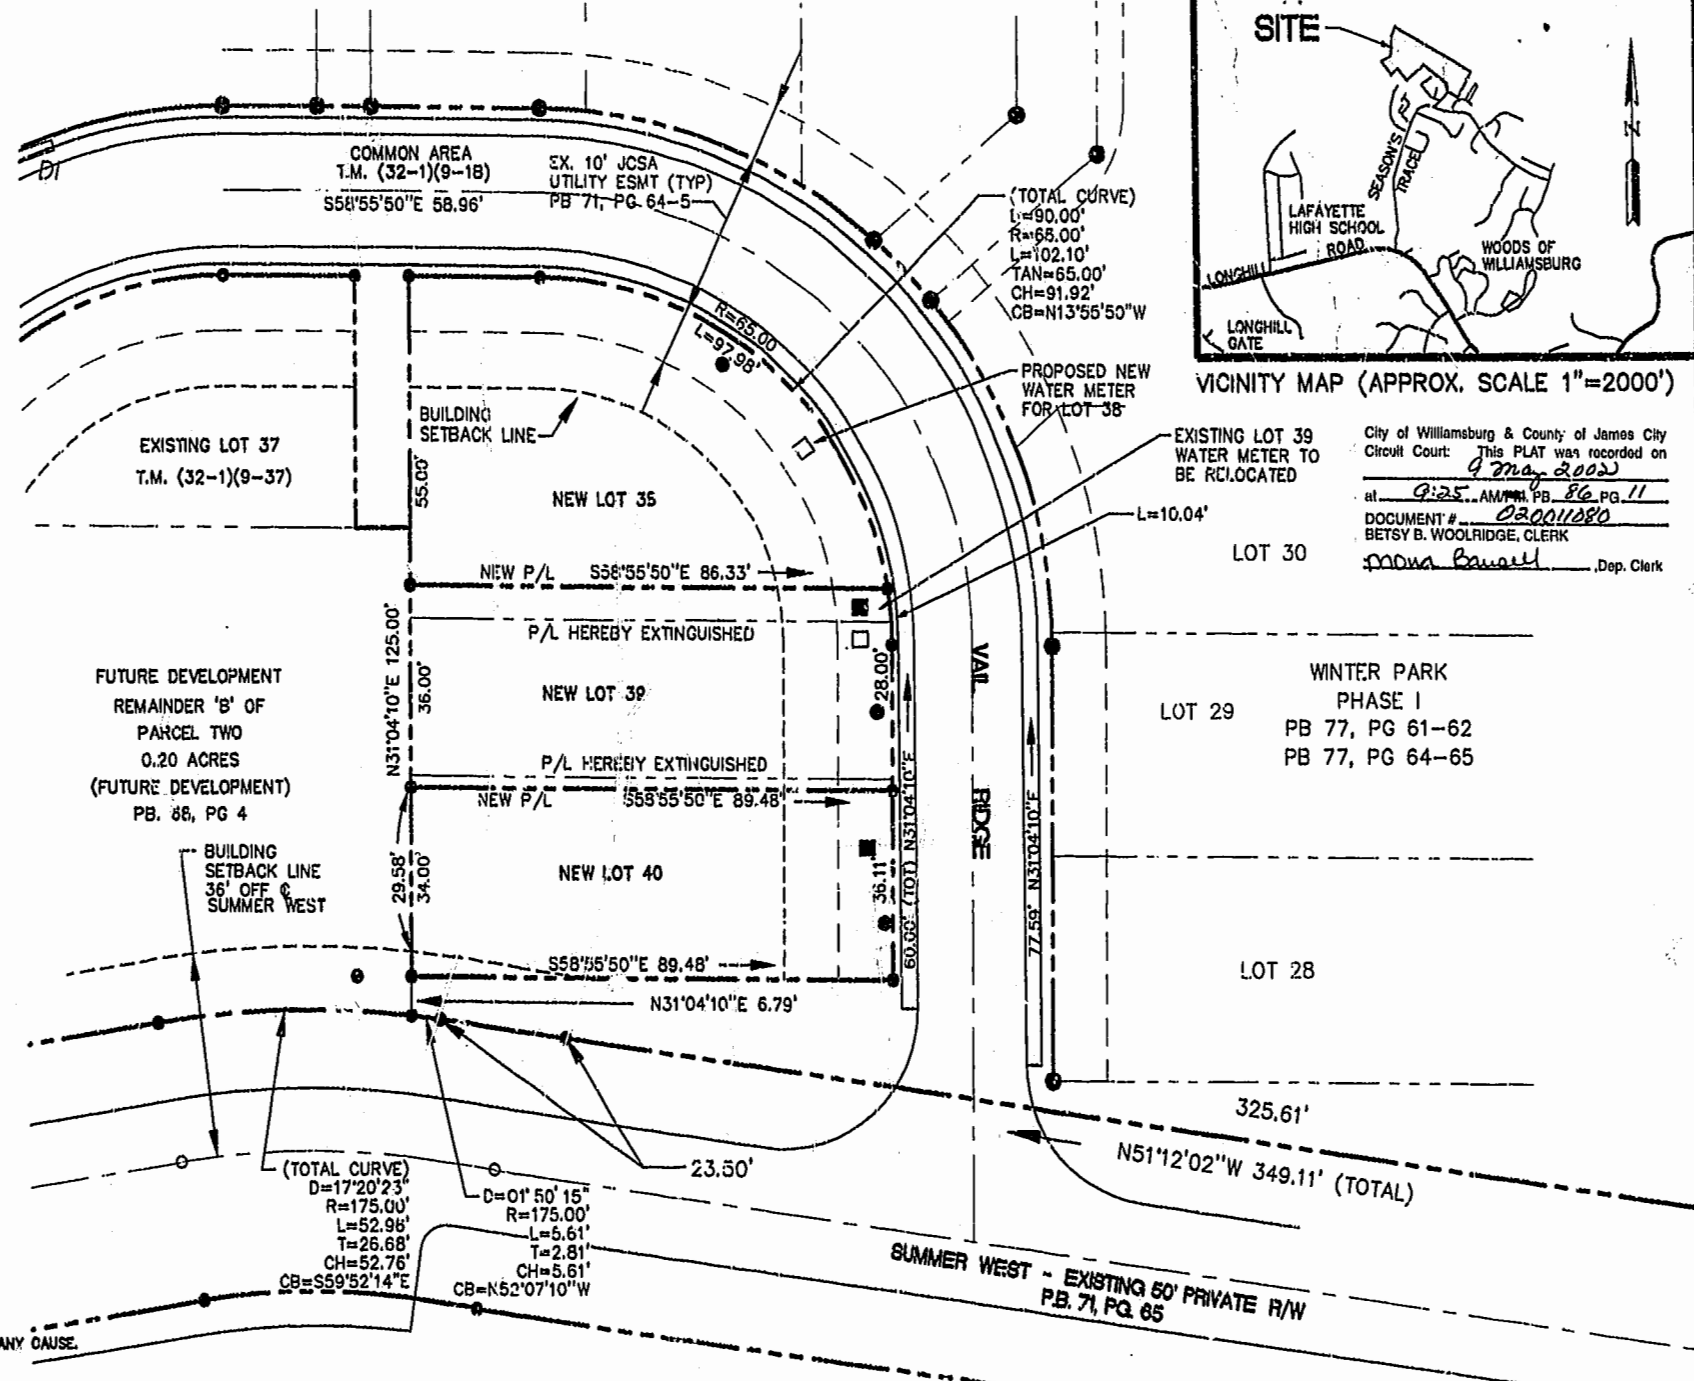 SITE
N
SEASON'S
TRACE
LAFAYETTE
HIGH SCHOOL
ROAD
LONGHILL
WOODS OF
WILLIAMSBURG
LONGHILL
GATE
VICINITY MAP (APPROX. SCALE 1"=2000')
City of Williamsburg & County of James City
Circuit Court: This PLAT was recorded on
9 May 2002
at 9:25 AM/PM. PB 86 PG 11
DOCUMENT # 020011080
BETSY B. WOOLRIDGE, CLERK
Mona , Dep. Clerk
DI
COMMON AREA
T.M. (32-1)(9-1B)
S58°55'50"E 58.96'
EX. 10' JCSA
UTILITY ESMT (TYP)
PB 71, PG 64-5
(TOTAL CURVE)
D=90.00'
R=65.00'
L=102.10'
TAN=65.00'
CH=91.92'
CB=N13°55'50"W
R=65.00
L=97.98'
PROPOSED NEW
WATER METER
FOR LOT 38
EXISTING LOT 39
WATER METER TO
BE RELOCATED
L=10.04'
BUILDING
SETBACK LINE
EXISTING LOT 37
T.M. (32-1)(9-37)
55.00'
NEW LOT 35
LOT 30
NEW P/L S58°55'50"E 86.33'
P/L HEREBY EXTINGUISHED
N31°04'10"E 125.00'
36.00'
NEW LOT 39
28.00'
VAIL
RIDGE
FUTURE DEVELOPMENT
REMAINDER 'B' OF
PARCEL TWO
0.20 ACRES
(FUTURE DEVELOPMENT)
PB. 88, PG 4
WINTER PARK
PHASE I
PB 77, PG 61-62
PB 77, PG 64-65
LOT 29
P/L HEREBY EXTINGUISHED
NEW P/L S58°55'50"E 89.48'
BUILDING
SETBACK LINE
36' OFF ℄
SUMMER WEST
29.58'
34.00'
NEW LOT 40
36.11'
60.00' (TOT) N31°04'10"E
77.59' N31°04'10"E
S58°55'50"E 89.48'
N31°04'10"E 6.79'
LOT 28
325.61'
N51°12'02"W 349.11' (TOTAL)
23.50'
(TOTAL CURVE)
D=17°20'23"
R=175.00'
L=52.96'
T=26.68'
CH=52.76'
CB=S59°52'14"E
D=01°50'15"
R=175.00'
L=5.61'
T=2.81'
CH=5.61'
CB=N52°07'10"W
SUMMER WEST - EXISTING 50' PRIVATE R/W
P.B. 71, PG. 65
ANY CAUSE.